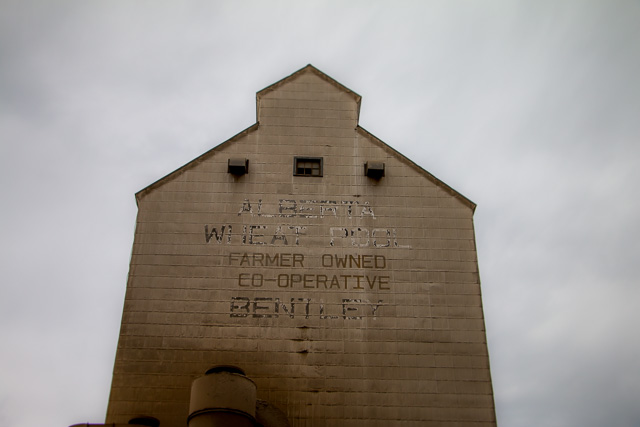 ALBERTA
WHEAT POOL
FARMER OWNED
CO-OPERATIVE
BENTLEY